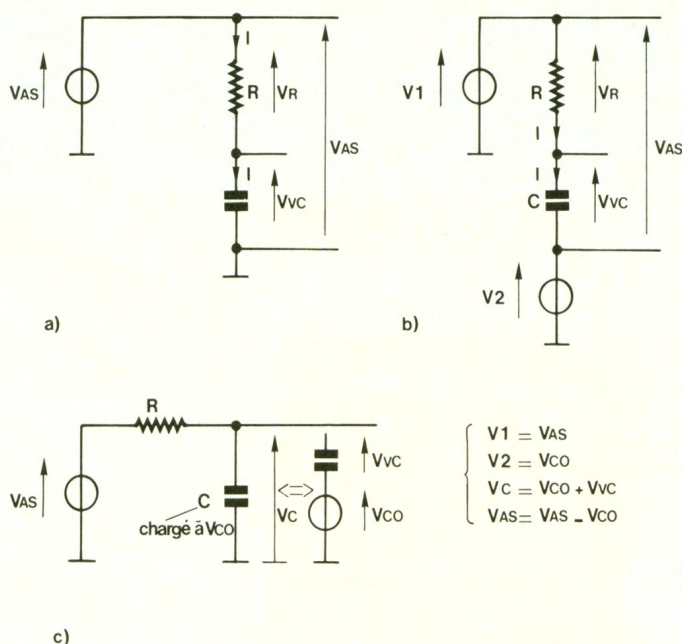 I
I
VAS
R
VR
V1
R
VR
VAS
I
VAS
I
I
VVC
C
VVC
V2
a)
b)
R
V1 = VAS
V2 = VCO
VC = VCO + VVC
VAS = VAS - VCO
VVC
VAS
C
VC
<=>
VCO
chargé à VCO
c)